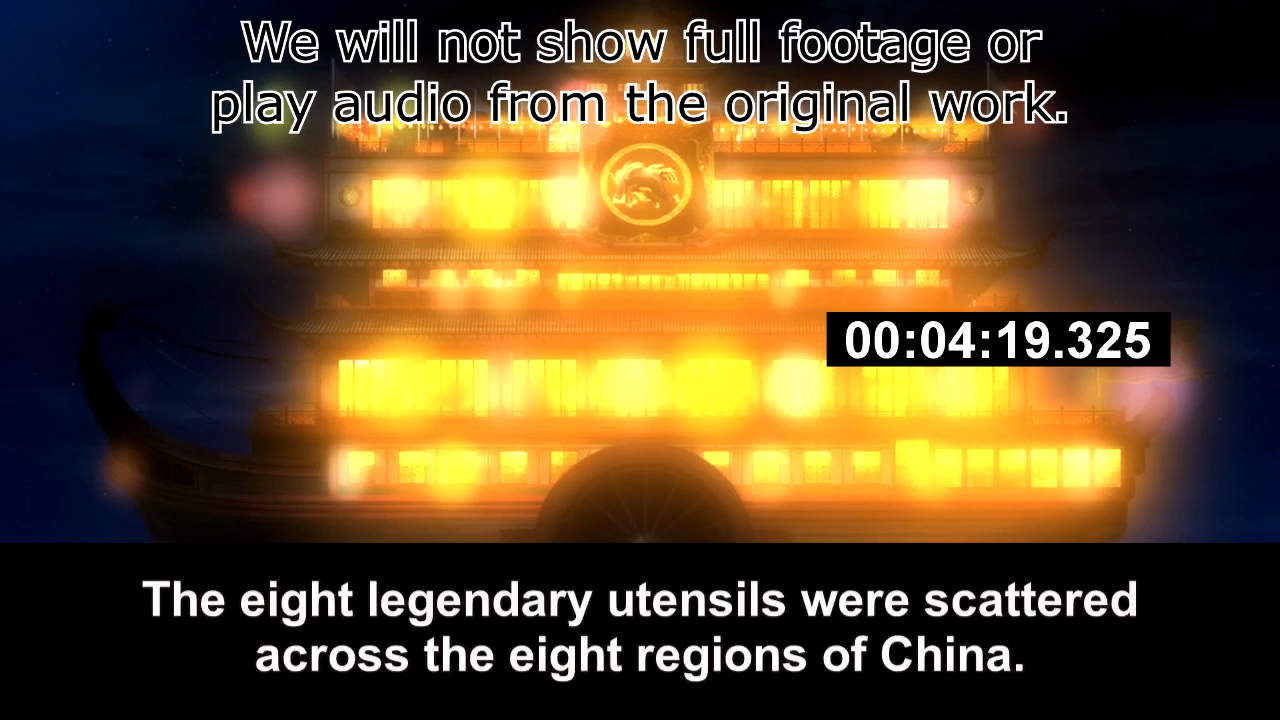 We will not show full footage or
play audio from the original work.
00:04:19.325
The eight legendary utensils were scattered
across the eight regions of China.